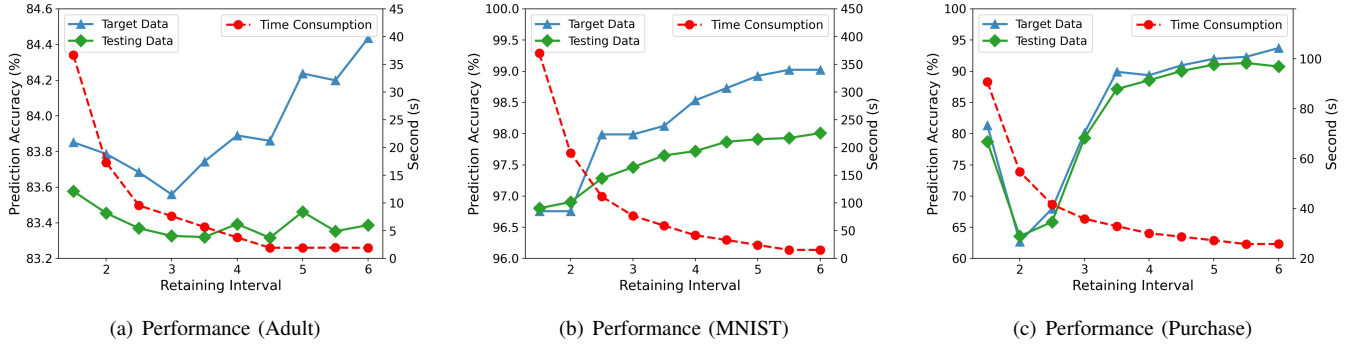 84.6
84.4
84.2
84.0
83.8
83.6
83.4
83.2
Prediction Accuracy (%)
Target Data
Testing Data
Time Consumption
45
40
35
30
25
20
15
10
5
0
Second (s)
2 3 4 5 6
Retaining Interval
(a) Performance (Adult)
100.0
99.5
99.0
98.5
98.0
97.5
97.0
96.5
96.0
Prediction Accuracy (%)
Target Data
Testing Data
Time Consumption
450
400
350
300
250
200
150
100
50
0
Second (s)
2 3 4 5 6
Retaining Interval
(b) Performance (MNIST)
100
95
90
85
80
75
70
65
60
Prediction Accuracy (%)
Target Data
Testing Data
Time Consumption
100
80
60
40
20
Second (s)
2 3 4 5 6
Retaining Interval
(c) Performance (Purchase)